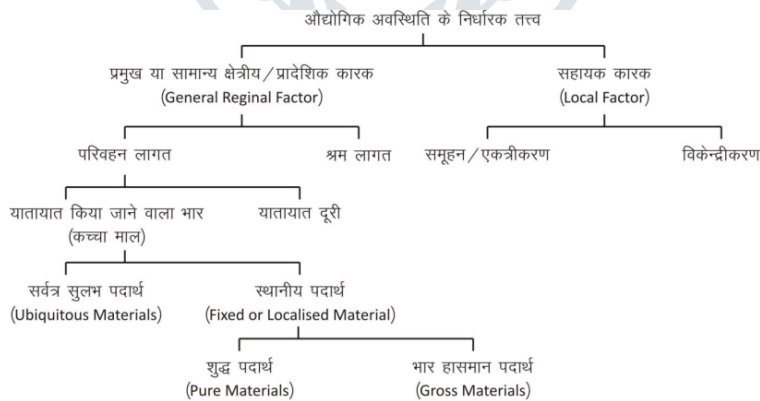 औद्योगिक अवस्थिति के निर्धारक तत्त्व
प्रमुख या सामान्य क्षेत्रीय/प्रादेशिक कारक
(General Reginal Factor)
सहायक कारक
(Local Factor)
परिवहन लागत
श्रम लागत
समूहन/एकत्रीकरण
विकेन्द्रीकरण
यातायात किया जाने वाला भार
(कच्चा माल)
यातायात दूरी
सर्वत्र सुलभ पदार्थ
(Ubiquitous Materials)
स्थानीय पदार्थ
(Fixed or Localised Material)
शुद्ध पदार्थ
(Pure Materials)
भार हासमान पदार्थ
(Gross Materials)